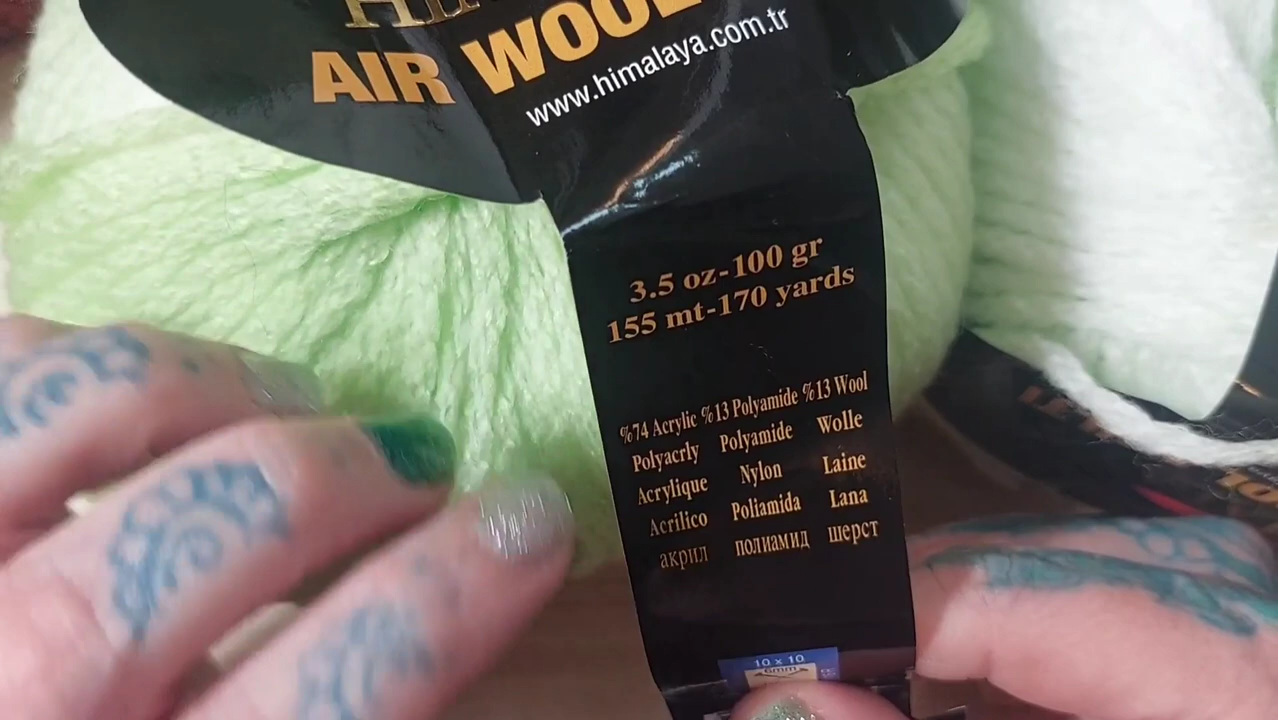 AIR WOOL
www.himalaya.com.tr
3.5 oz-100 gr
155 mt-170 yards
%74 Acrylic %13 Polyamide %13 Wool
Polyacrly Polyamide Wolle
Acrylique Nylon Laine
Acrilico Poliamida Lana
акрил полиамид шерст
10 x 10
6mm